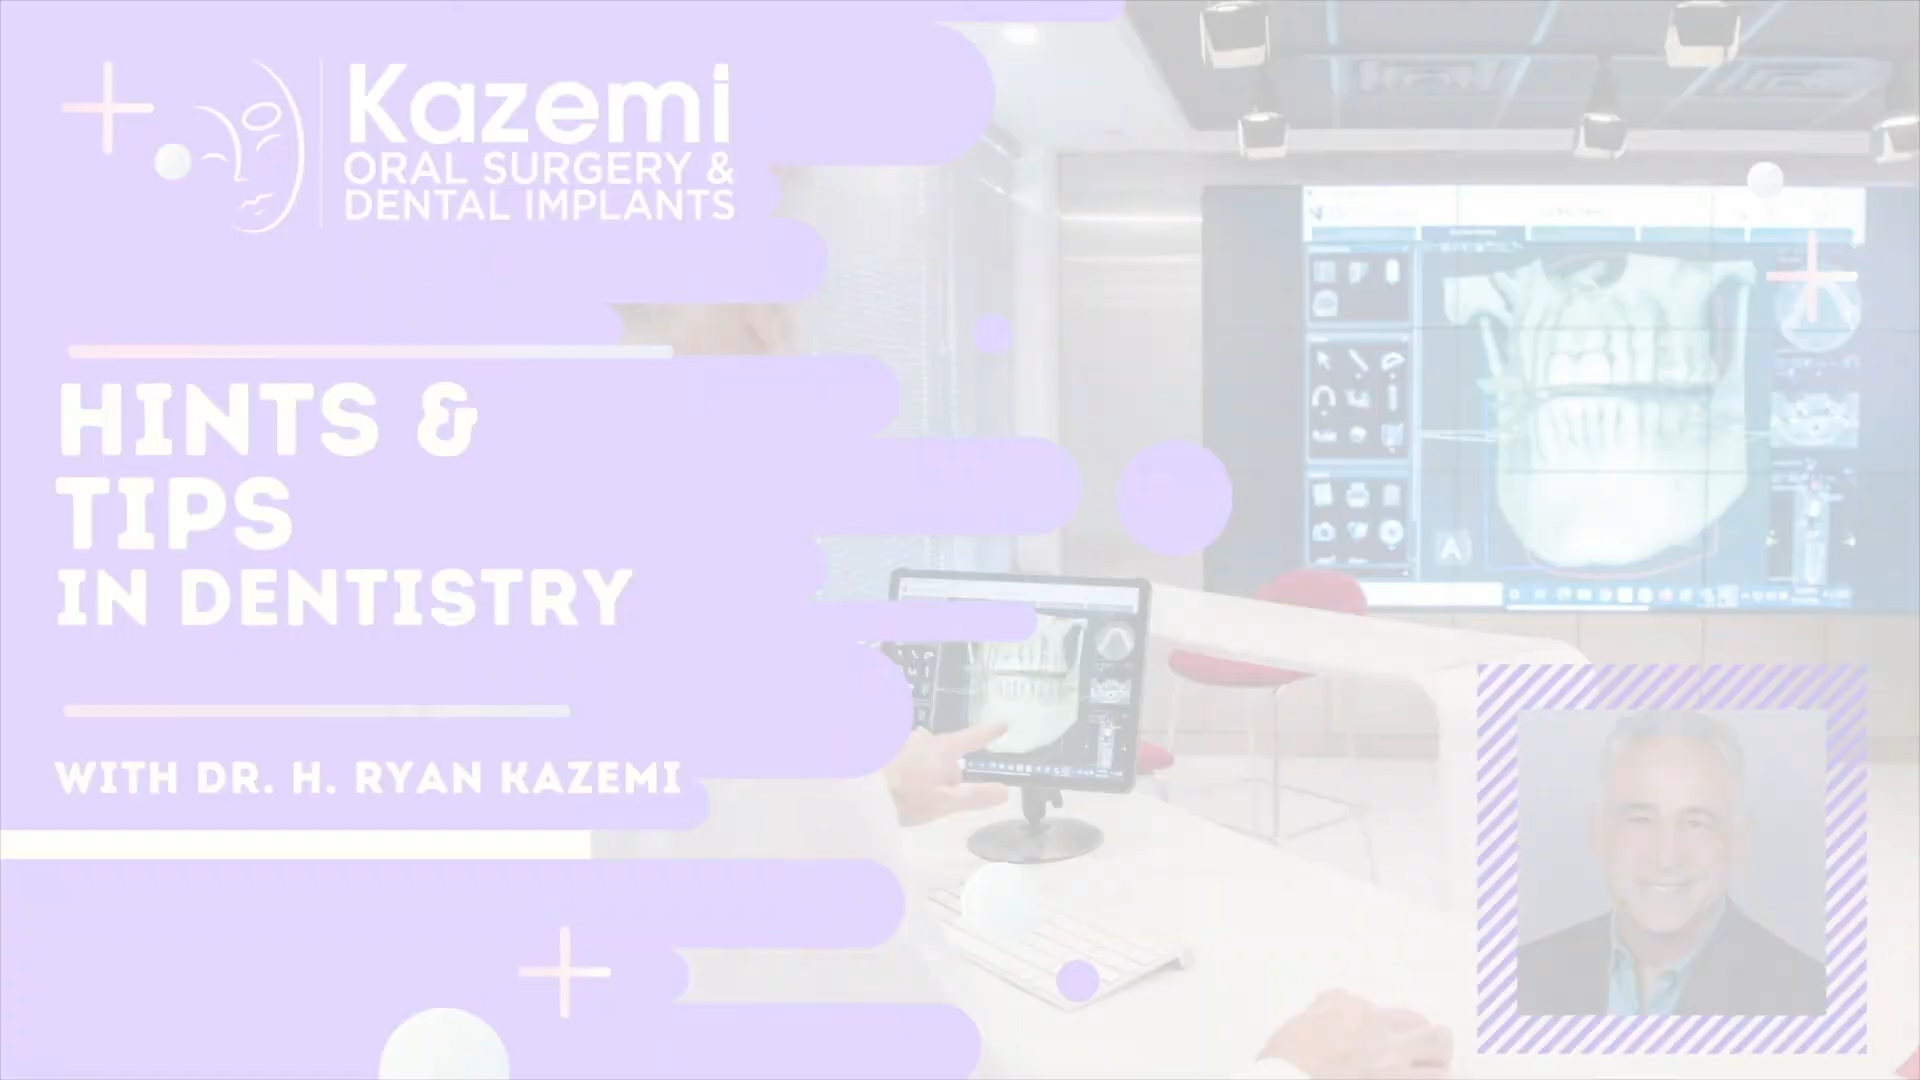 Kazemi
ORAL SURGERY &
DENTAL IMPLANTS
HINTS &
TIPS
IN DENTISTRY
WITH DR. H. RYAN KAZEMI
A